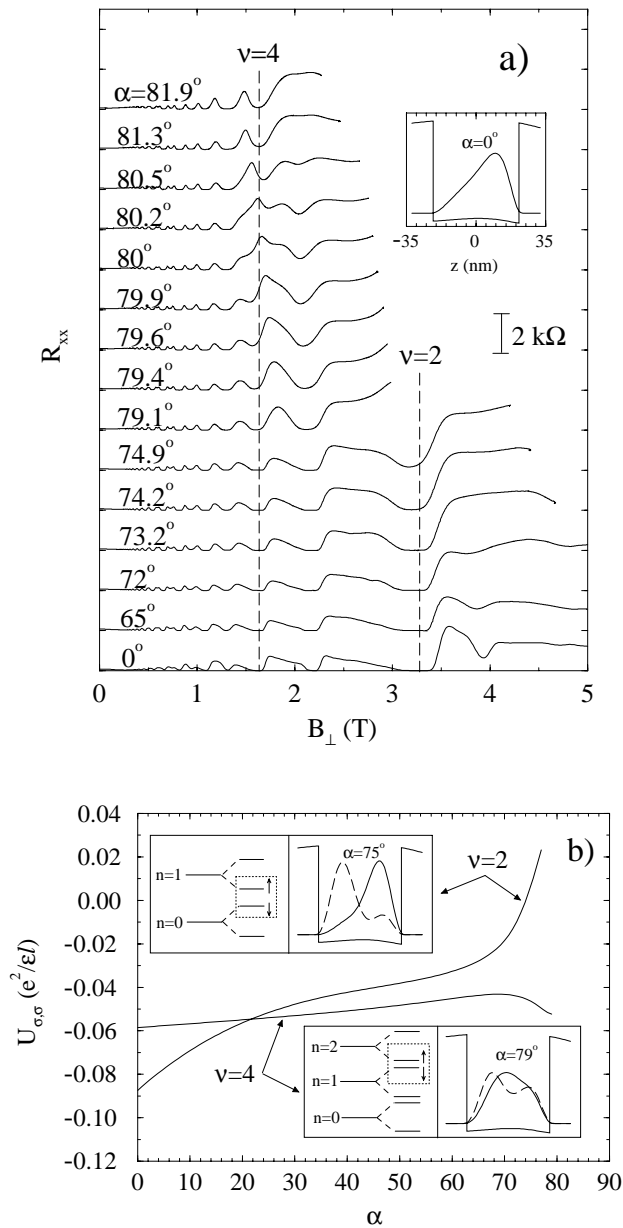 a)
ν=4
α=81.9°
81.3°
80.5°
80.2°
80°
79.9°
79.6°
79.4°
79.1°
74.9°
74.2°
73.2°
72°
65°
0°
α=0°
−35 0 35
z (nm)
2 kΩ
ν=2
R_xx
0 1 2 3 4 5
B_⊥ (T)
b)
0.04
0.02
0.00
-0.02
-0.04
-0.06
-0.08
-0.10
-0.12
U_σ,σ (e²/εl)
n=1
n=0
α=75°
ν=2
ν=4
n=2
n=1
n=0
α=79°
0 10 20 30 40 50 60 70 80 90
α